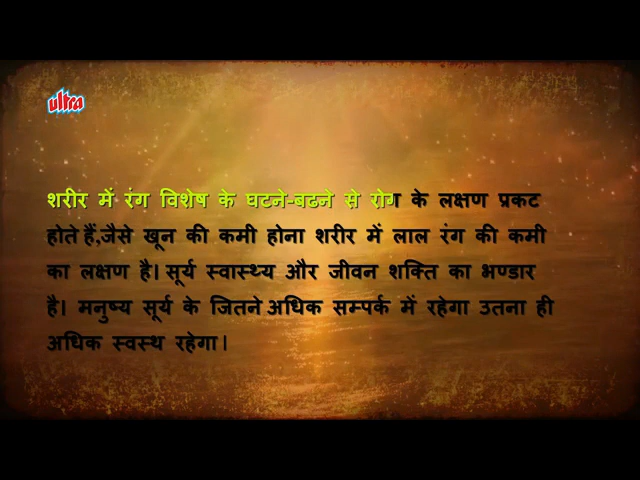 ultra
शरीर में रंग विशेष के घटने-बढने से रोग के लक्षण प्रकट
होते हैं,जैसे खून की कमी होना शरीर में लाल रंग की कमी
का लक्षण है। सूर्य स्वास्थ्य और जीवन शक्ति का भण्डार
है। मनुष्य सूर्य के जितने अधिक सम्पर्क में रहेगा उतना ही
अधिक स्वस्थ रहेगा।